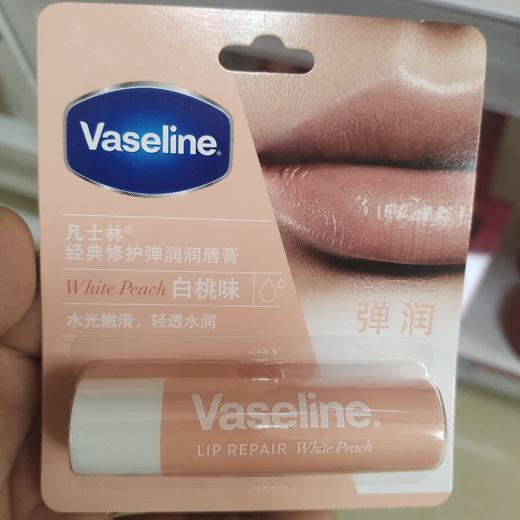 Vaseline®
凡士林®
经典修护弹润润唇膏
White Peach 白桃味
水光嫩滑，轻透水润
弹润
Vaseline.
LIP REPAIR White Peach